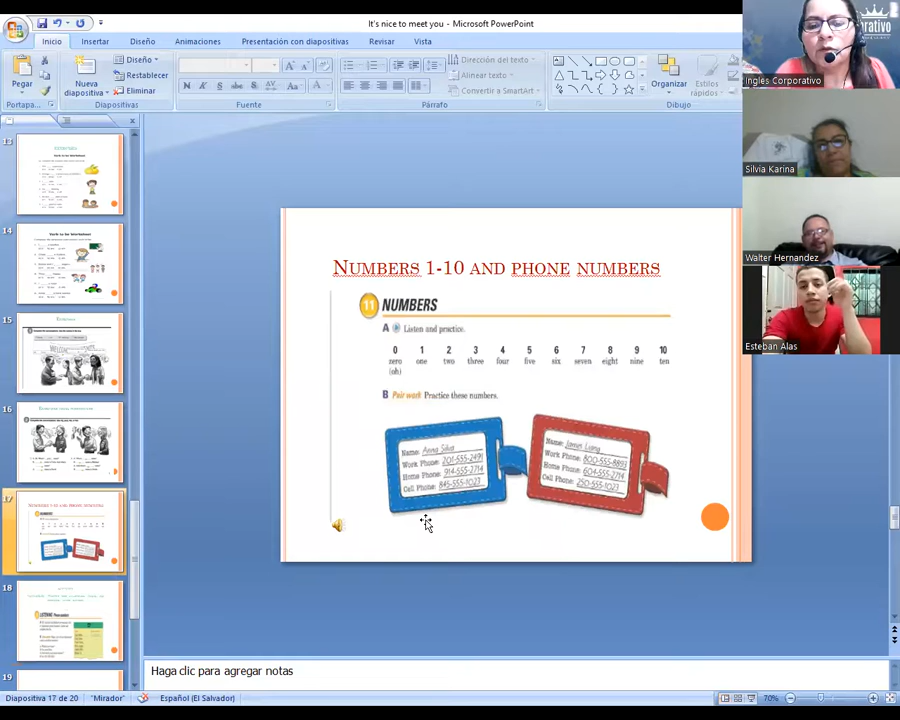 It's nice to meet you - Microsoft PowerPoint
Inicio Insertar Diseño Animaciones Presentación con diapositivas Revisar Vista
Pegar
Portapa...
Nueva diapositiva
Diseño
Restablecer
Eliminar
Diapositivas
N K S abc S AV Aa A
Fuente
Dirección del texto
Alinear texto
Convertir a SmartArt
Párrafo
Organizar
Estilos rápidos
Dibujo
orativo
Ingles Corporativo
Silvia Karina
Walter Hernandez
Esteban Alas
13
14
15
16
17
18
19
NUMBERS 1-10 AND PHONE NUMBERS
11 NUMBERS
A Listen and practice.
0 1 2 3 4 5 6 7 8 9 10
zero one two three four five six seven eight nine ten
(oh)
B Pair work Practice these numbers.
Name: Anna Silva
Work Phone: 201-555-2491
Home Phone: 914-555-2714
Cell Phone: 845-555-1023
Name: James Liang
Work Phone: 800-555-8893
Home Phone: 604-555-2714
Cell Phone: 250-555-1023
Haga clic para agregar notas
Diapositiva 17 de 20 "Mirador" Español (El Salvador) 70%